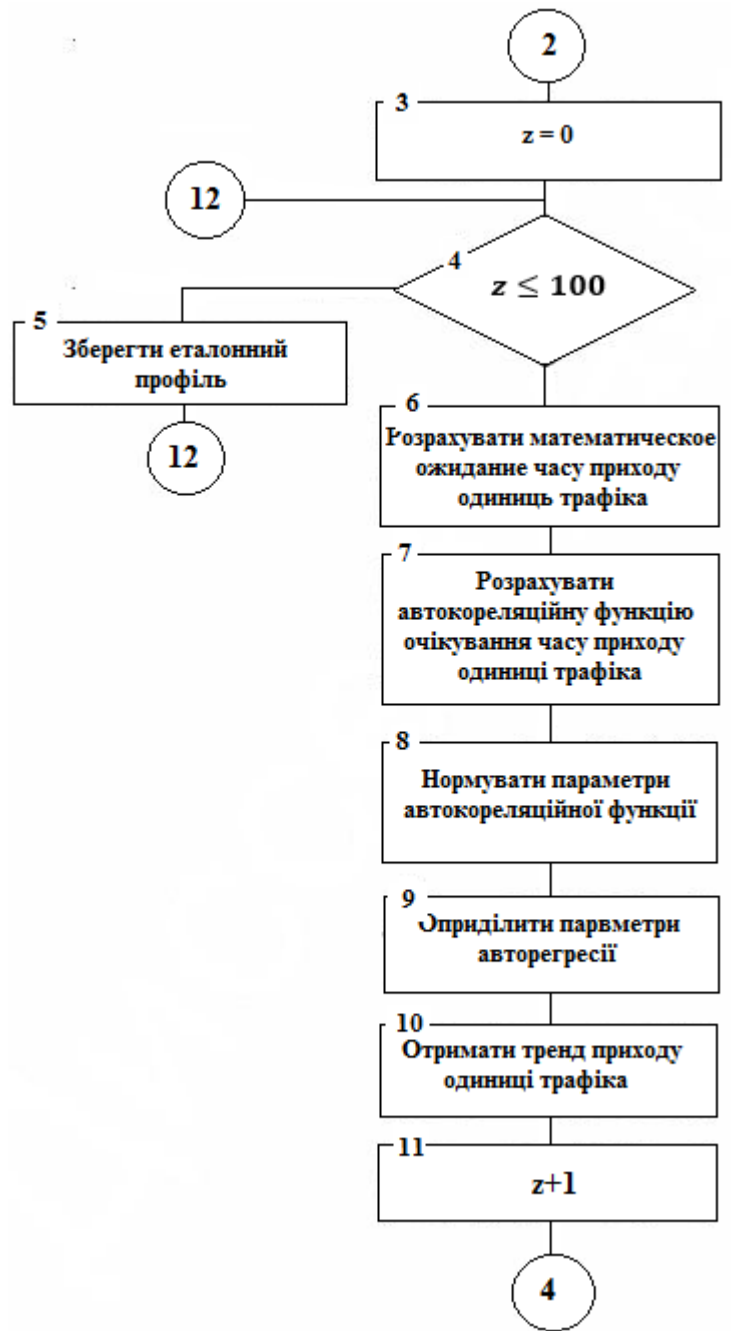 2
3
z = 0
12
4
z ≤ 100
5
Зберегти еталонний
профіль
12
6
Розрахувати математическое
ожидание часу приходу
одиниць трафіка
7
Розрахувати
автокореляційну функцію
очікування часу приходу
одиниці трафіка
8
Нормувати параметри
автокореляційної функції
9
Оприділити парвметри
авторегресії
10
Отримати тренд приходу
одиниці трафіка
11
z+1
4